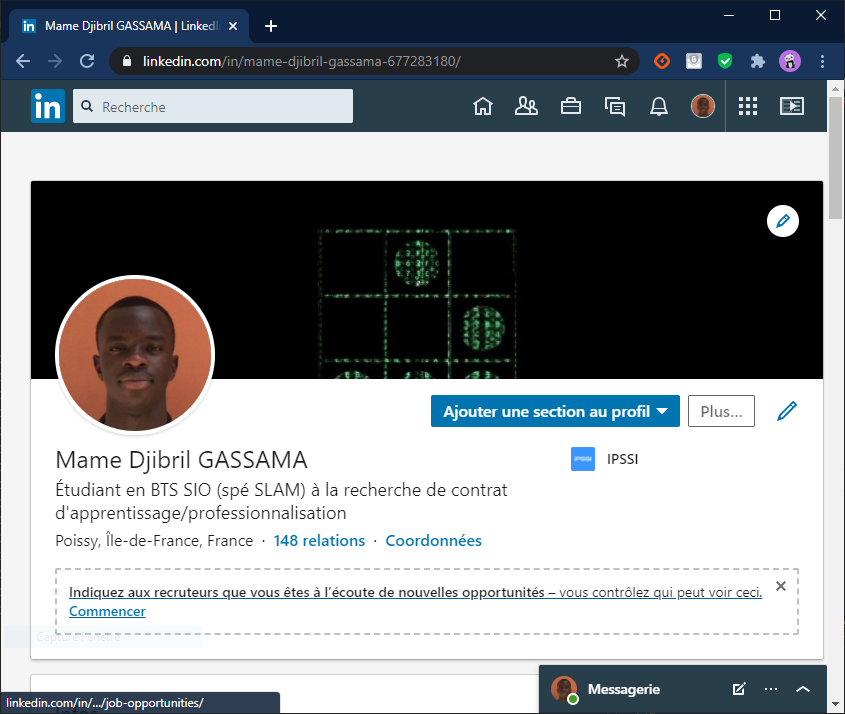 Mame Djibril GASSAMA | LinkedI
linkedin.com/in/mame-djibril-gassama-677283180/
in
Recherche
Ajouter une section au profil
Plus...
Mame Djibril GASSAMA
IPSSI
Étudiant en BTS SIO (spé SLAM) à la recherche de contrat
d'apprentissage/professionnalisation
Poissy, Île-de-France, France · 148 relations · Coordonnées
Indiquez aux recruteurs que vous êtes à l’écoute de nouvelles opportunités – vous contrôlez qui peut voir ceci.
Commencer
Capture Fenêtre
Messagerie
linkedin.com/in/.../job-opportunities/